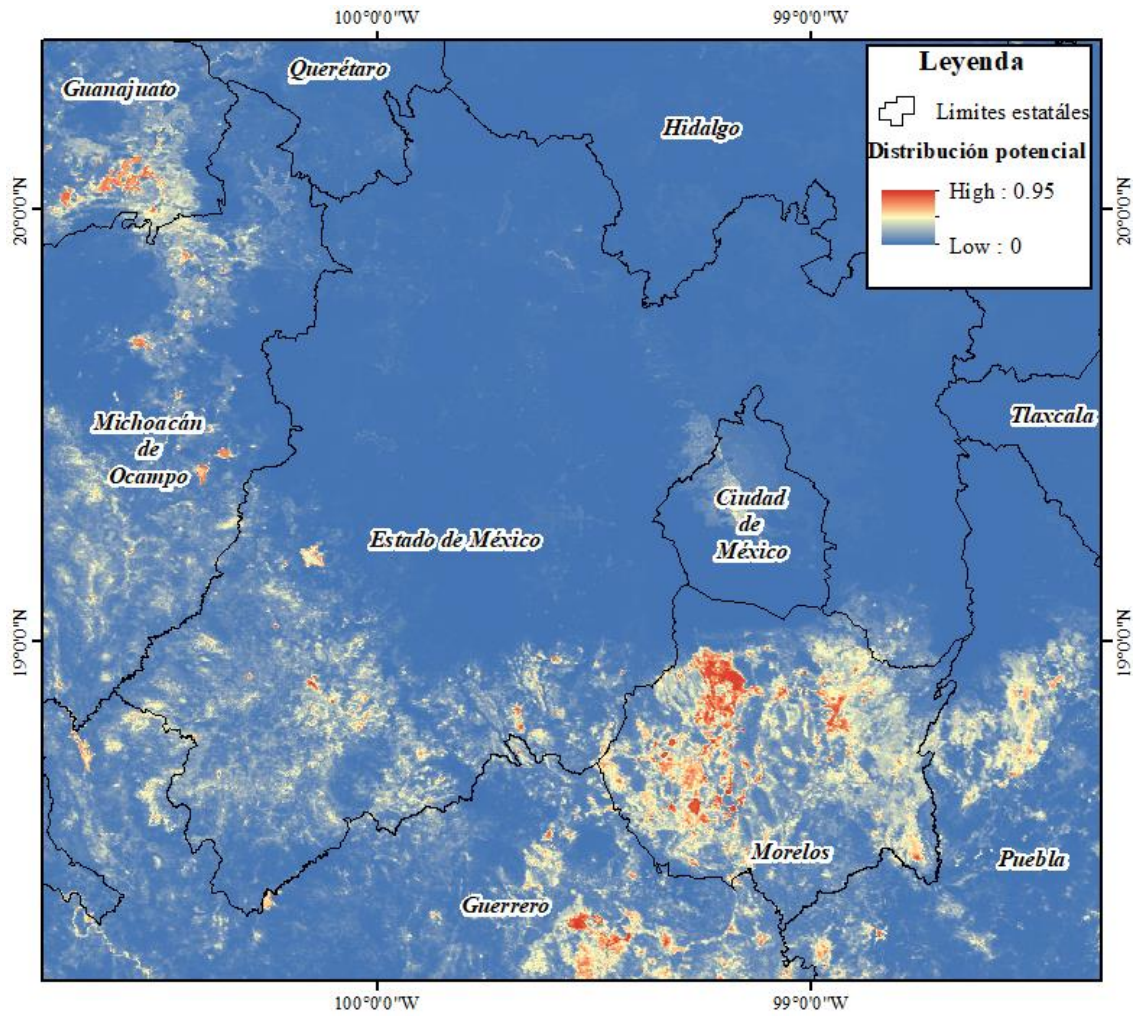 100°0'0"W
99°0'0"W
Leyenda
Limites estatáles
Distribución potencial
High : 0.95
Low : 0
Querétaro
Guanajuato
Hidalgo
20°0'0"N
20°0'0"N
Michoacán
de
Ocampo
Tlaxcala
Ciudad
de
México
Estado de México
19°0'0"N
19°0'0"N
Morelos
Puebla
Guerrero
100°0'0"W
99°0'0"W